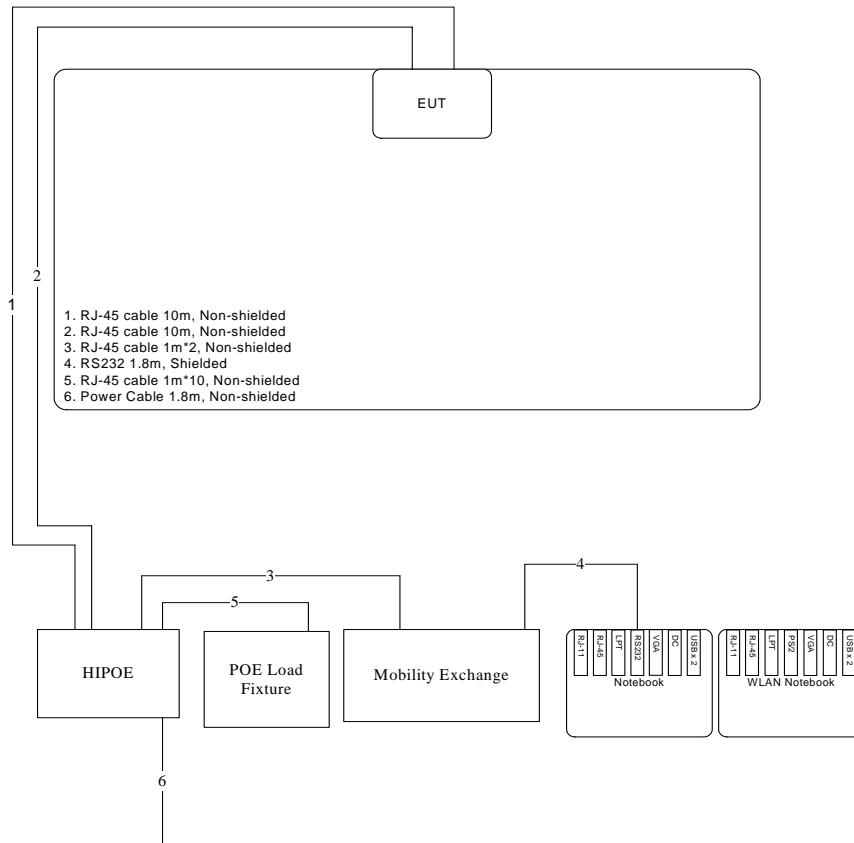 EUT
2
1
1. RJ-45 cable 10m, Non-shielded
2. RJ-45 cable 10m, Non-shielded
3. RJ-45 cable 1m*2, Non-shielded
4. RS232 1.8m, Shielded
5. RJ-45 cable 1m*10, Non-shielded
6. Power Cable 1.8m, Non-shielded
3
4
5
HIPOE
POE Load
Fixture
Mobility Exchange
RJ-11
RJ-45
LPT
RS232
VGA
DC
USB x 2
Notebook
RJ-11
RJ-45
LPT
PS/2
VGA
DC
USB x 2
WLAN Notebook
6